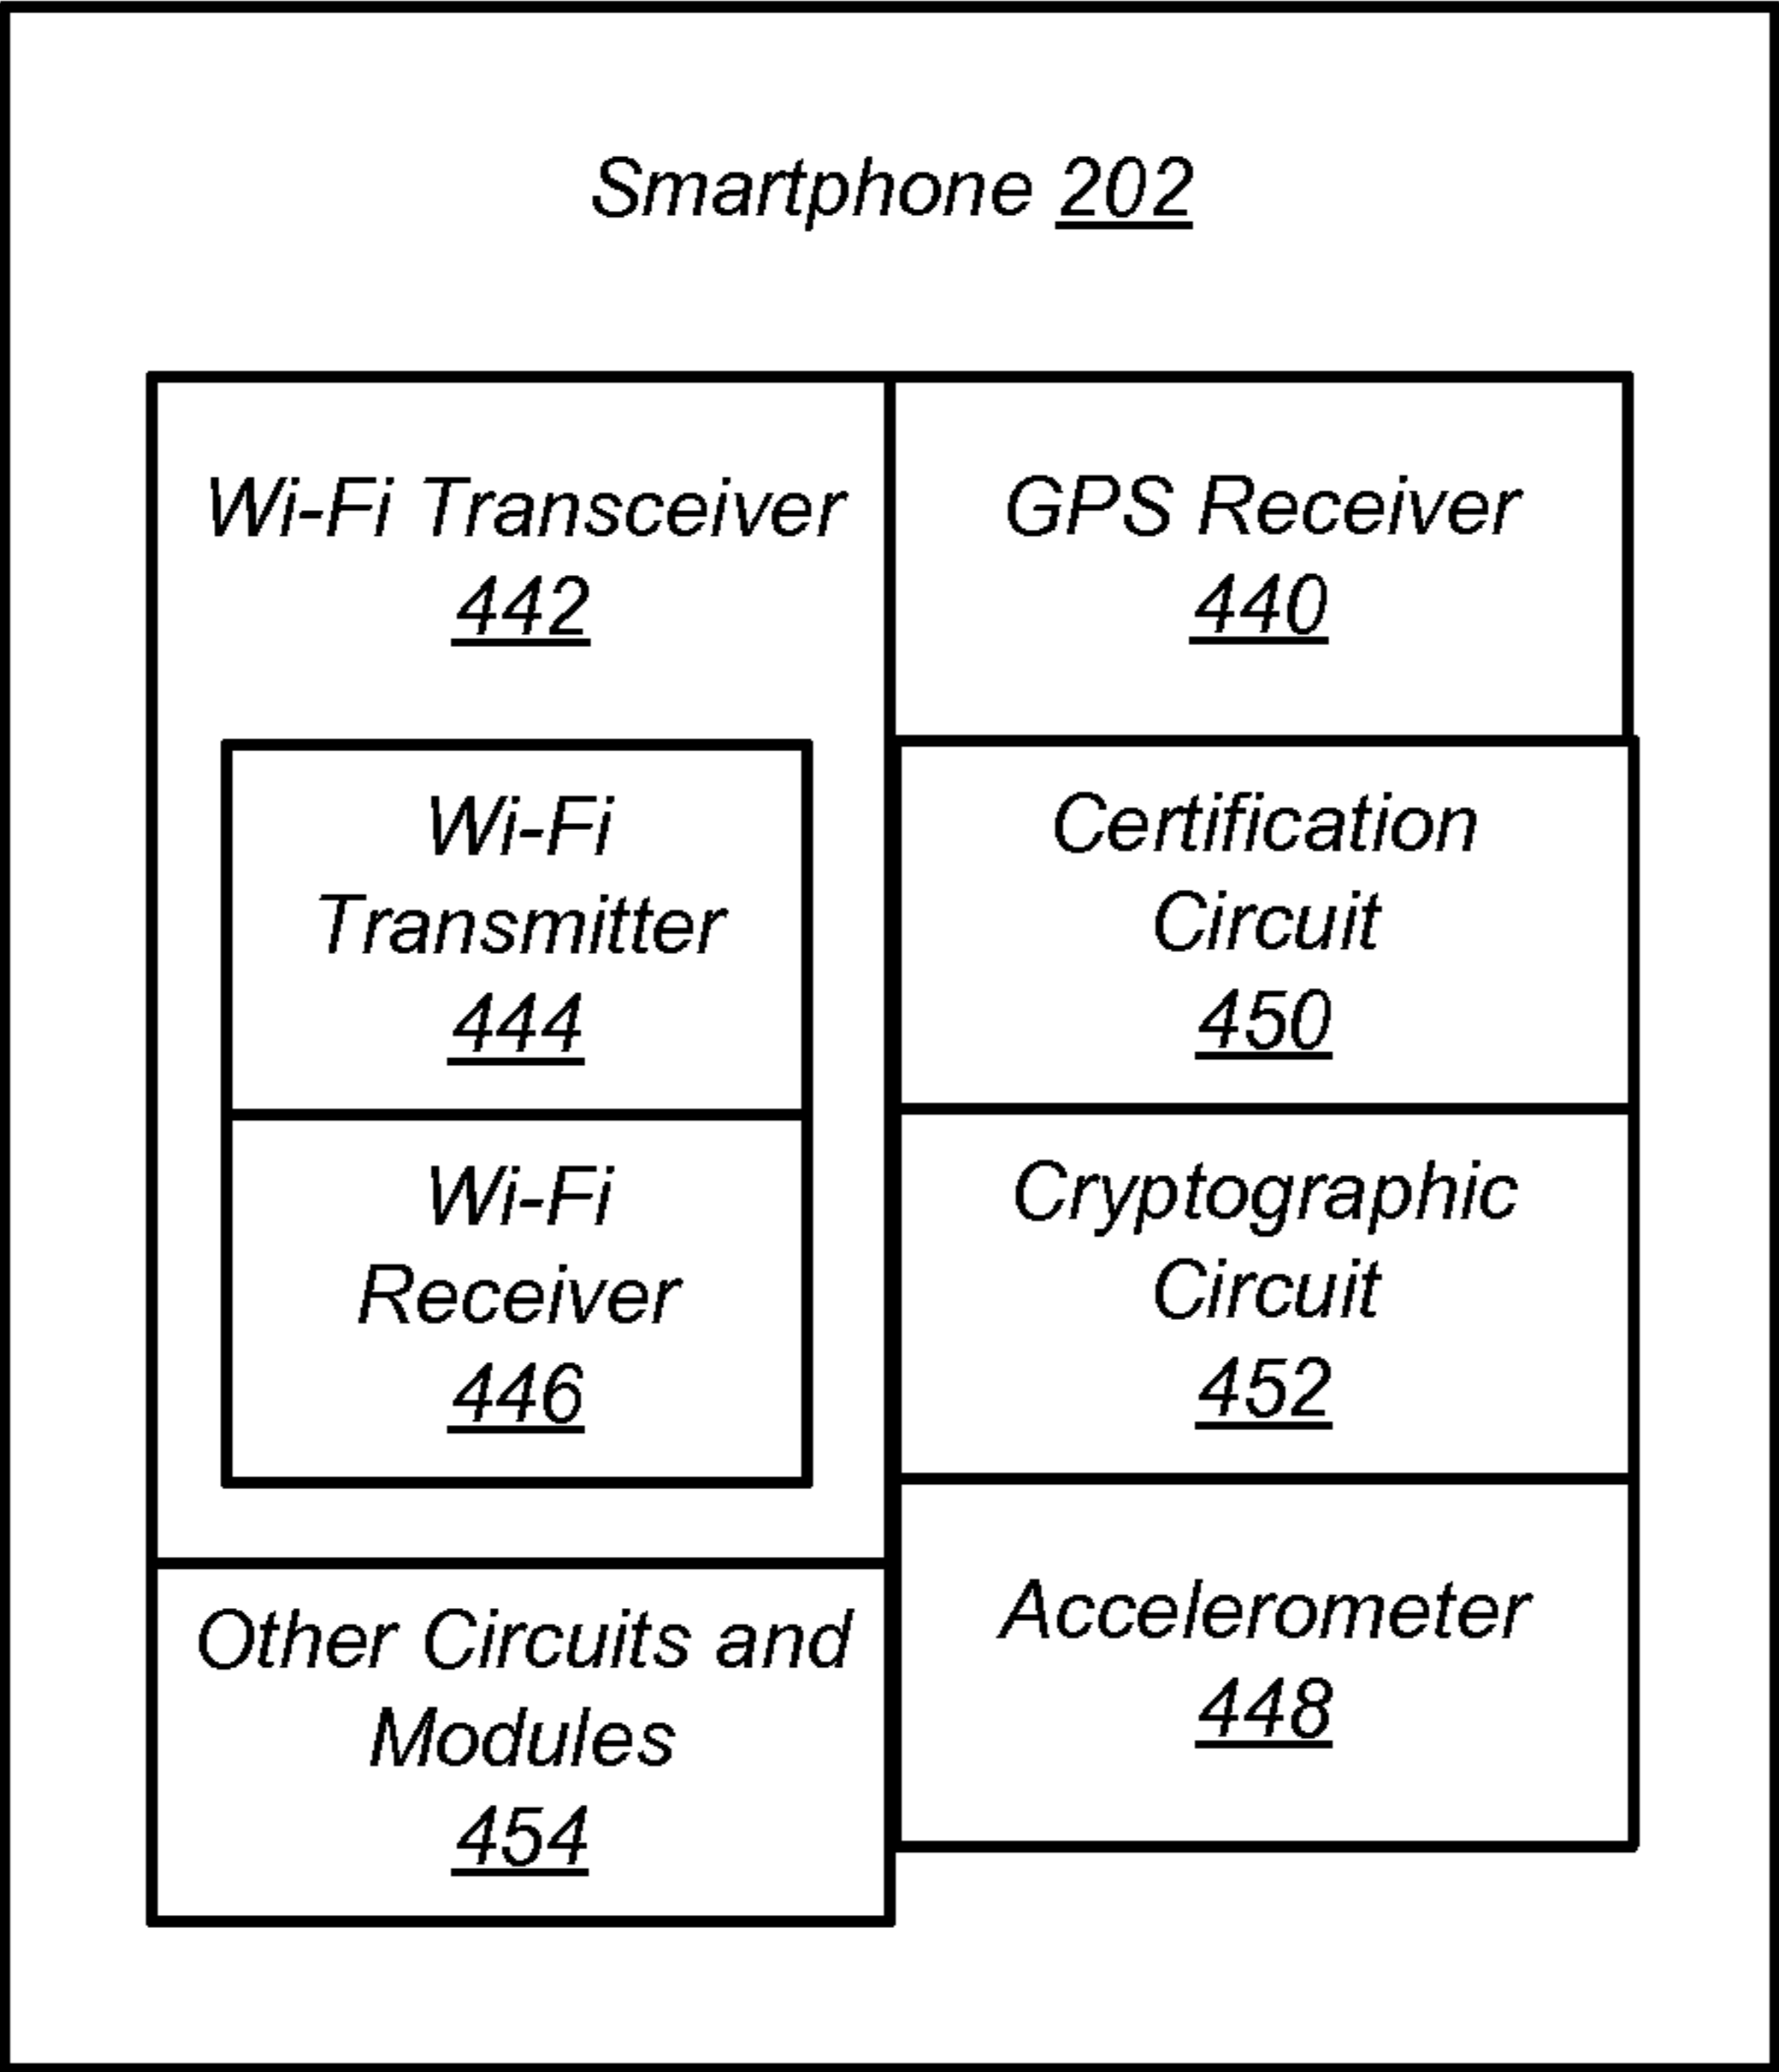 Smartphone 202
Wi-Fi Transceiver
442
Wi-Fi
Transmitter
444
Wi-Fi
Receiver
446
Other Circuits and
Modules
454
GPS Receiver
440
Certification
Circuit
450
Cryptographic
Circuit
452
Accelerometer
448